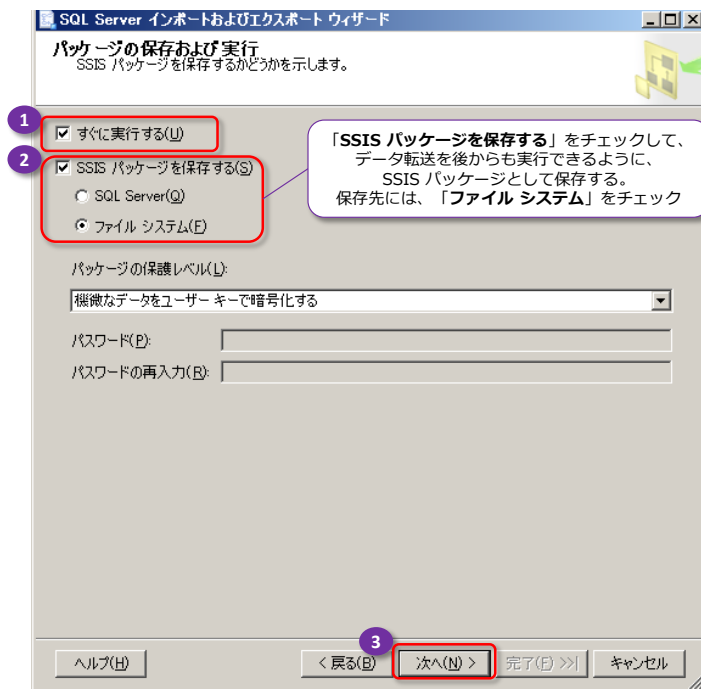 SQL Server インポートおよびエクスポート ウィザード
パッケージの保存および実行
SSIS パッケージを保存するかどうかを示します。
1
すぐに実行する(U)
2
SSIS パッケージを保存する(S)
SQL Server(Q)
ファイル システム(F)
「SSIS パッケージを保存する」をチェックして、
データ転送を後からも実行できるように、
SSIS パッケージとして保存する。
保存先には、「ファイル システム」をチェック
パッケージの保護レベル(L):
機微なデータをユーザー キーで暗号化する
パスワード(P):
パスワードの再入力(R):
3
ヘルプ(H)
< 戻る(B)
次へ(N) >
完了(F) >>|
キャンセル